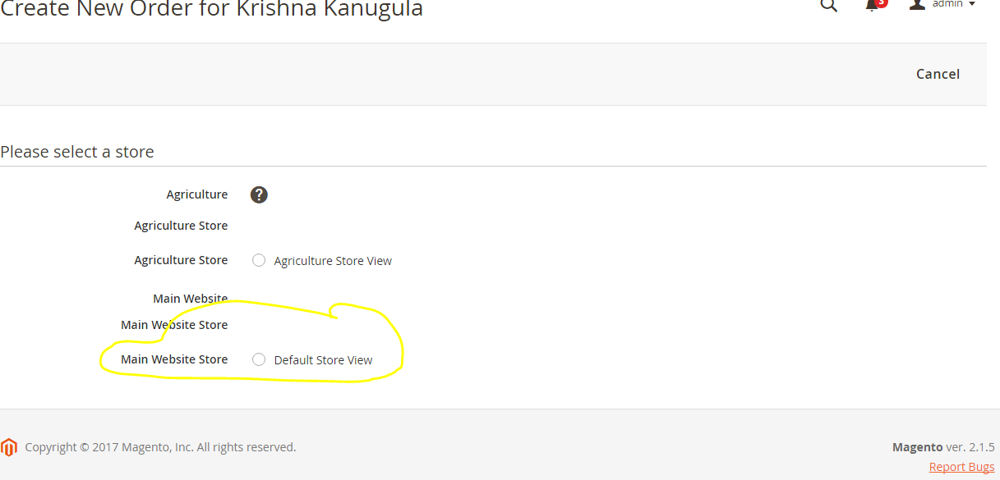 Create New Order for Krishna Kanugula
3
admin
Cancel
Please select a store
Agriculture ?
Agriculture Store
Agriculture Store Agriculture Store View
Main Website
Main Website Store
Main Website Store Default Store View
Copyright © 2017 Magento, Inc. All rights reserved.
Magento ver. 2.1.5
Report Bugs